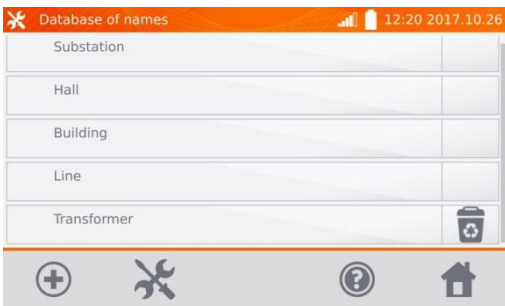 Database of names 12:20 2017.10.26
Substation
Hall
Building
Line
Transformer
?